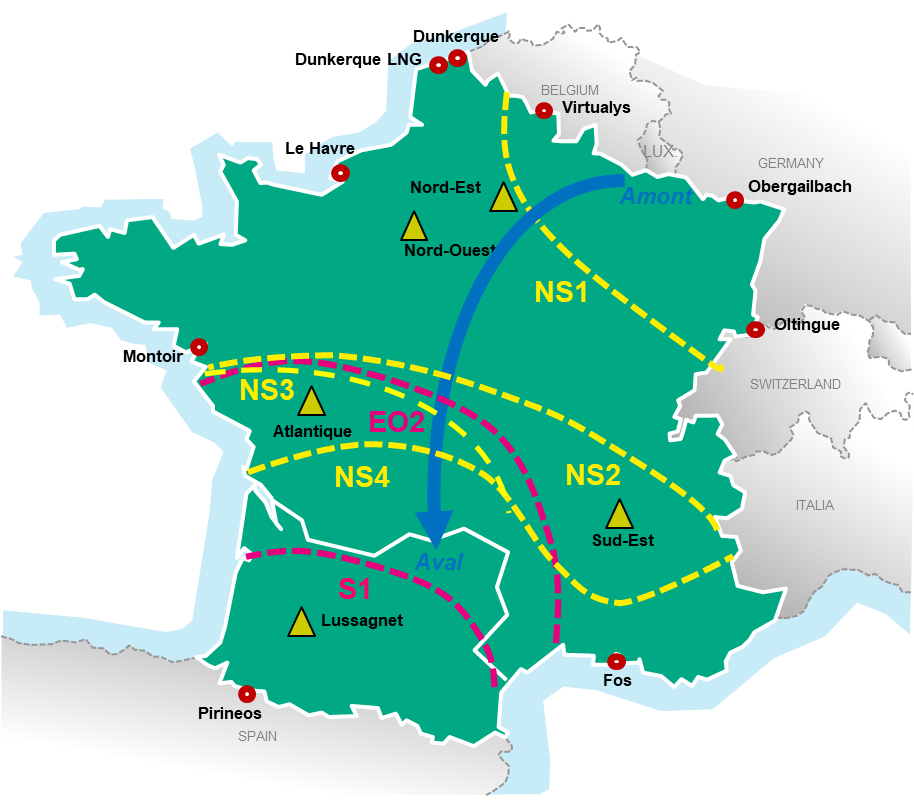 Dunkerque
Dunkerque LNG
BELGIUM
Virtualys
Le Havre
LUX.
GERMANY
Nord-Est
Amont
Obergailbach
Nord-Ouest
NS1
Oltingue
Montoir
NS3
SWITZERLAND
EO2
Atlantique
NS4
NS2
ITALIA
Sud-Est
Aval
S1
Lussagnet
Fos
Pirineos
SPAIN